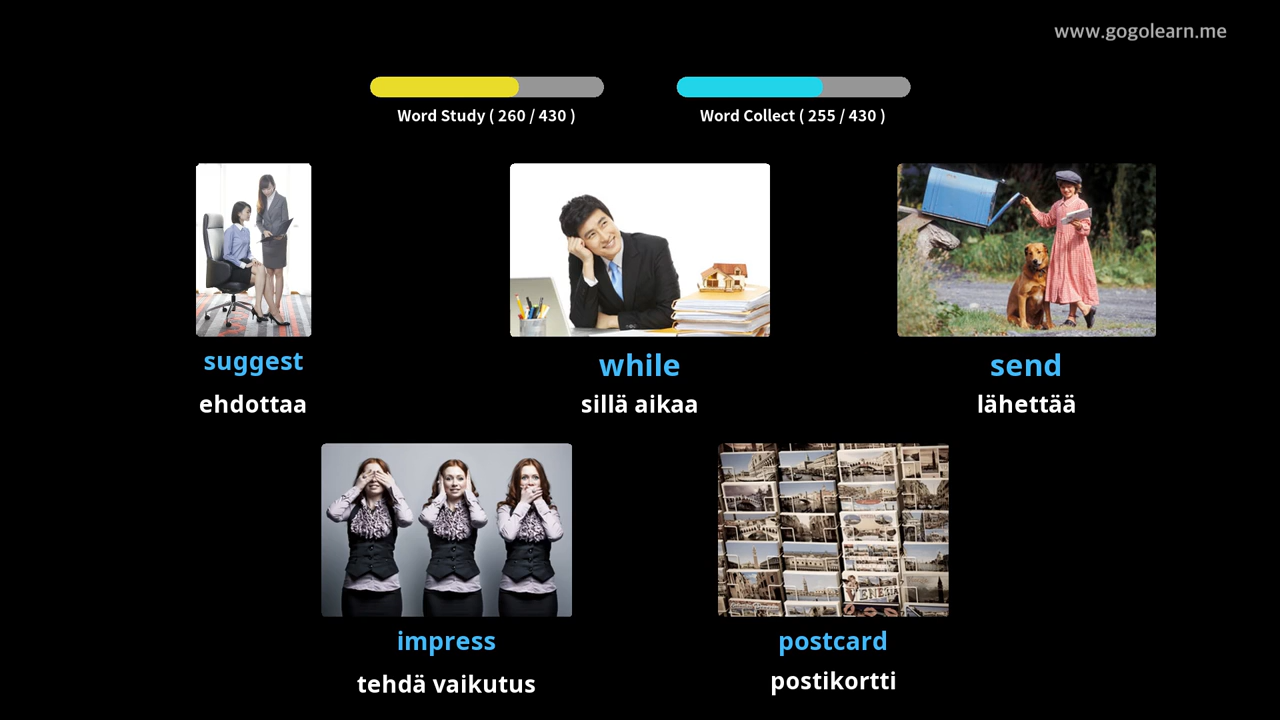 www.gogolearn.me
Word Study ( 260 / 430 )
Word Collect ( 255 / 430 )
suggest
ehdottaa
while
sillä aikaa
send
lähettää
impress
tehdä vaikutus
postcard
postikortti